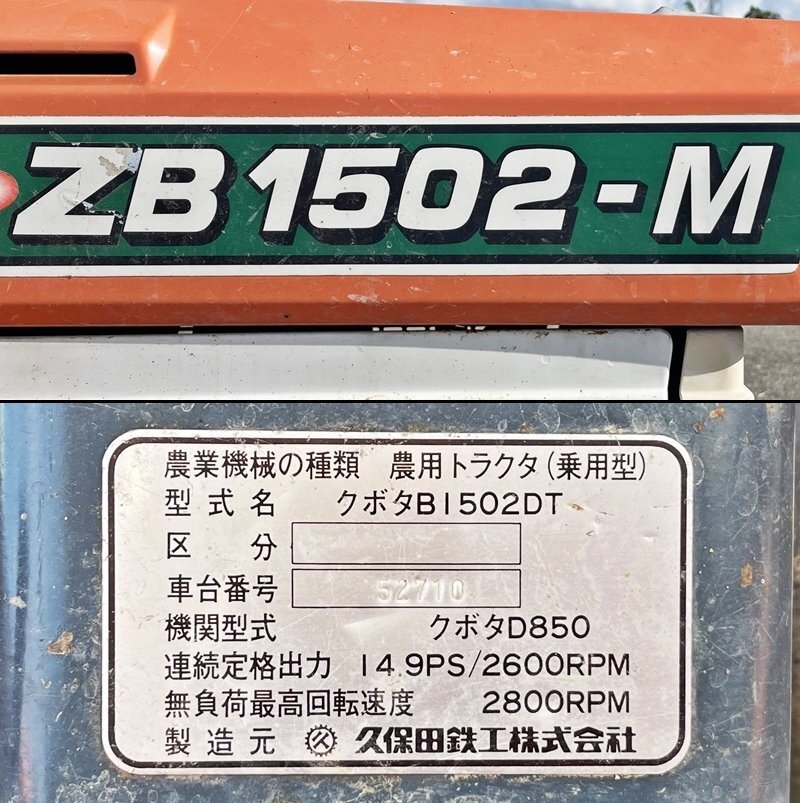 ZB1502-M
農業機械の種類 農用トラクタ(乗用型)
型式名 クボタB1502DT
区分
車台番号 52710
機関型式 クボタD850
連続定格出力 14.9PS/2600RPM
無負荷最高回転速度 2800RPM
製造元 久保田鉄工株式会社